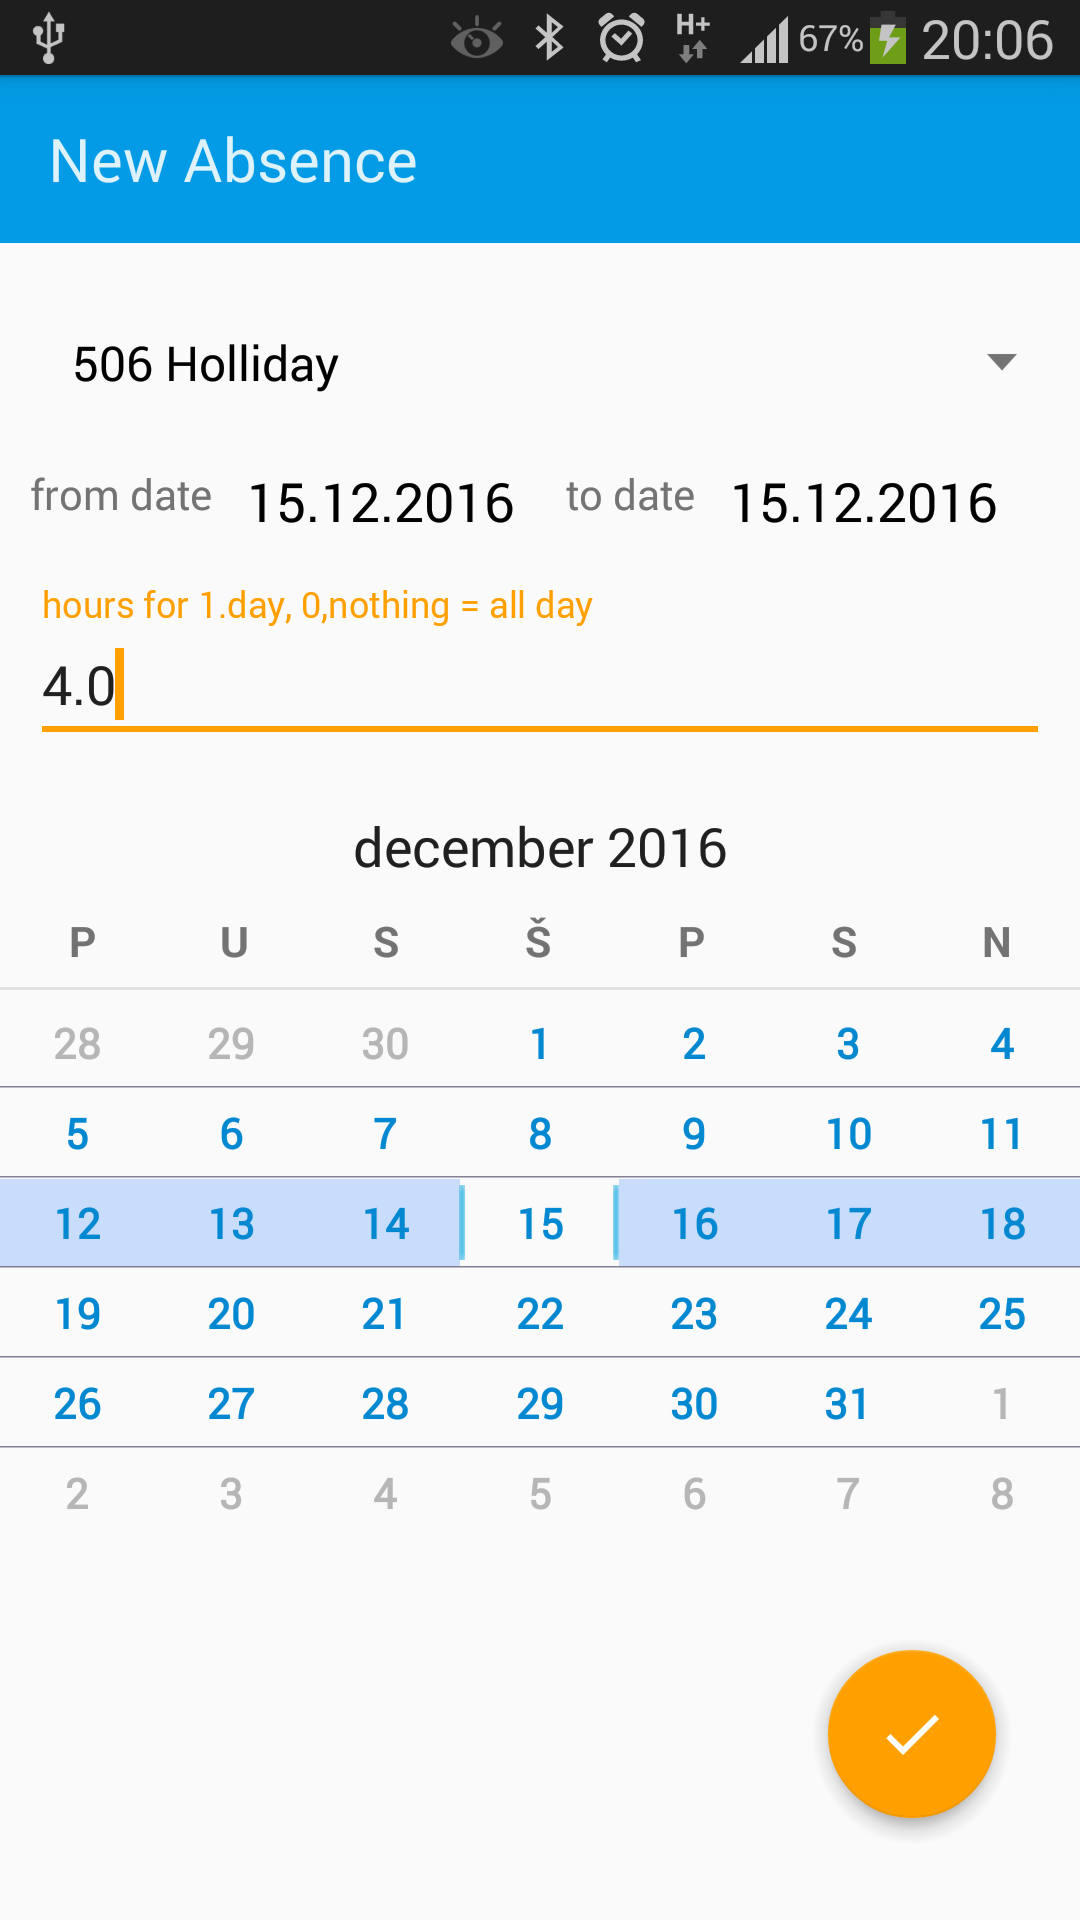 H+ 67% 20:06
New Absence
506 Holliday
from date 15.12.2016 to date 15.12.2016
hours for 1.day, 0,nothing = all day
4.0
december 2016
P U S Š P S N
28 29 30 1 2 3 4
5 6 7 8 9 10 11
12 13 14 15 16 17 18
19 20 21 22 23 24 25
26 27 28 29 30 31 1
2 3 4 5 6 7 8